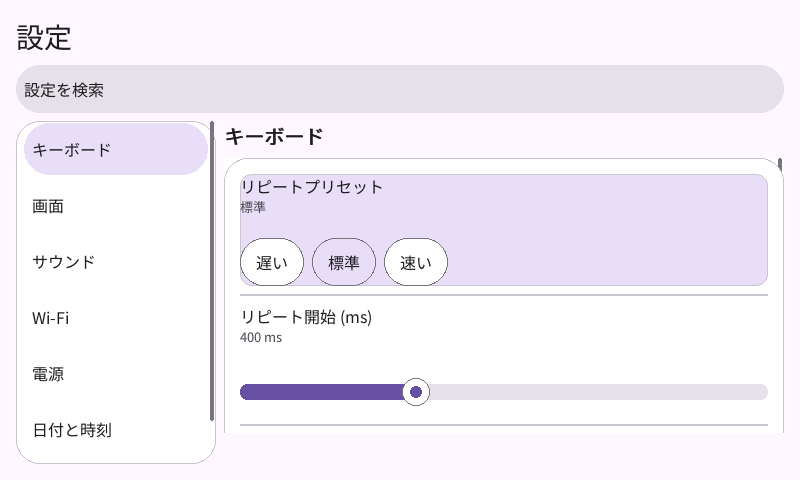 設定
設定を検索
キーボード
画面
サウンド
Wi-Fi
電源
日付と時刻
キーボード
リピートプリセット
標準
遅い 標準 速い
リピート開始 (ms)
400 ms